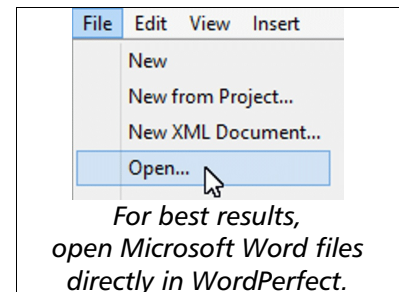 File Edit View Insert
New
New from Project...
New XML Document...
Open...
For best results,
open Microsoft Word files
directly in WordPerfect.